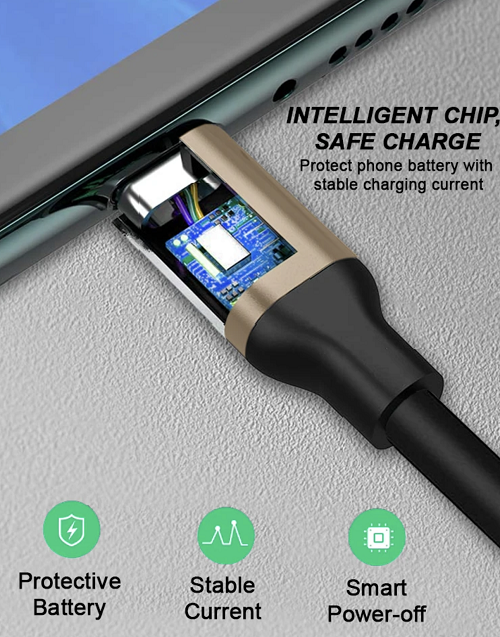 INTELLIGENT CHIP,
SAFE CHARGE
Protect phone battery with
stable charging current
Protective
Battery
Stable
Current
Smart
Power-off